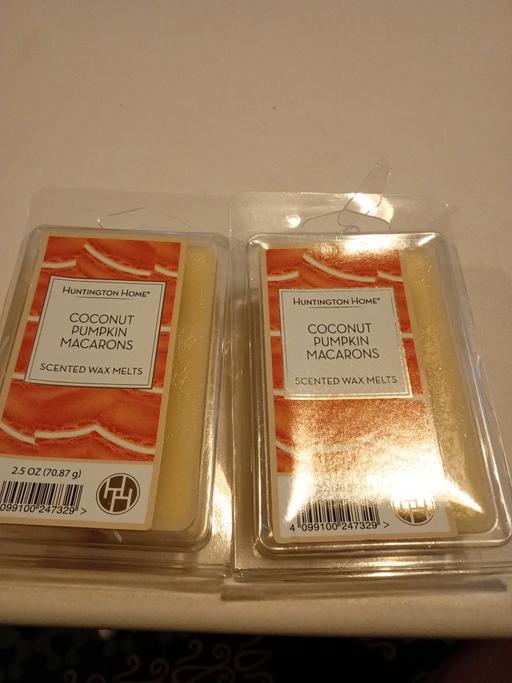 HUNTINGTON HOME®
COCONUT
PUMPKIN
MACARONS
SCENTED WAX MELTS
2.5 OZ (70.87 g)
099100 247329 >
HUNTINGTON HOME®
COCONUT
PUMPKIN
MACARONS
SCENTED WAX MELTS
4 099100 247329 >